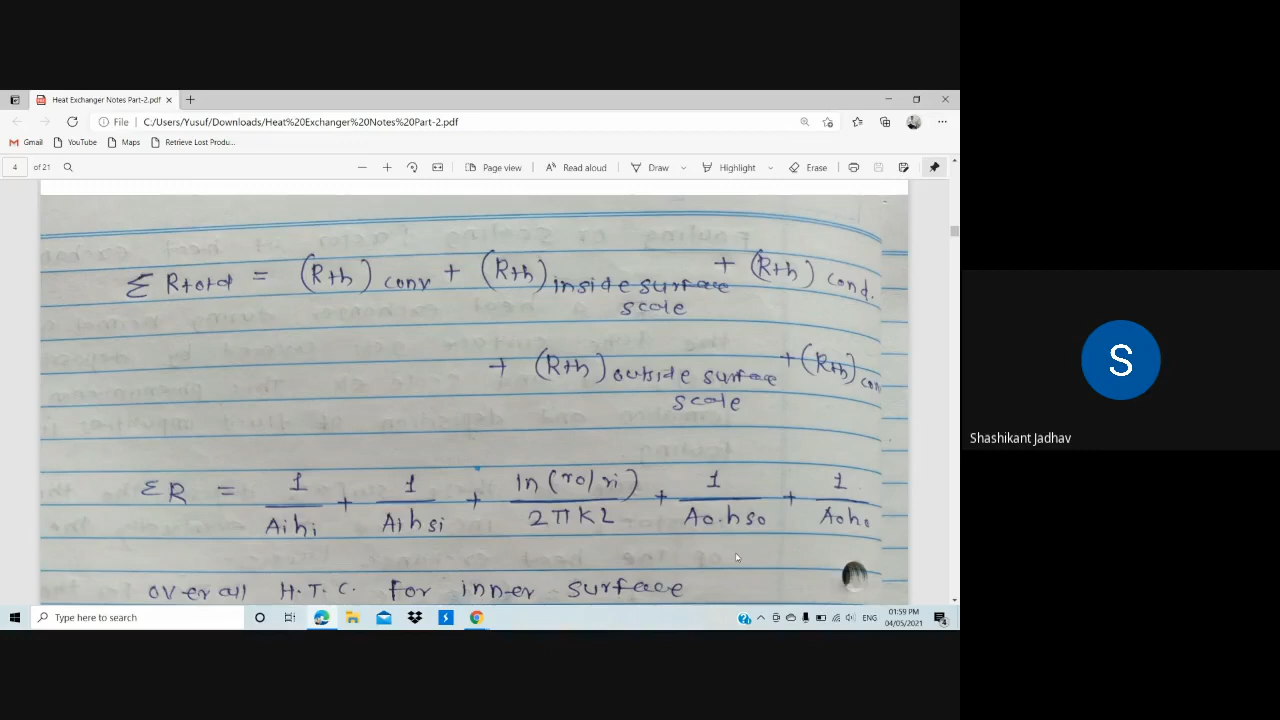 Heat Exchanger Notes Part-2.pdf
File C:/Users/Yusuf/Downloads/Heat%20Exchanger%20Notes%20Part-2.pdf
Gmail YouTube Maps Retrieve Lost Produ...
4 of 21 Page view Read aloud Draw Highlight Erase
Σ Rtotal = (Rth) conv + (Rth) inside surface scale + (Rth) cond.
+ (Rth) outside surface scale + (Rth) con
ΣR = 1/Aihi + 1/Aihsi + ln(ro/ri)/2πKL + 1/Ao.hso + 1/Aoho
overall H.T.C. for inner surface
S
Shashikant Jadhav
Type here to search ENG 01:59 PM
04/05/2021
4